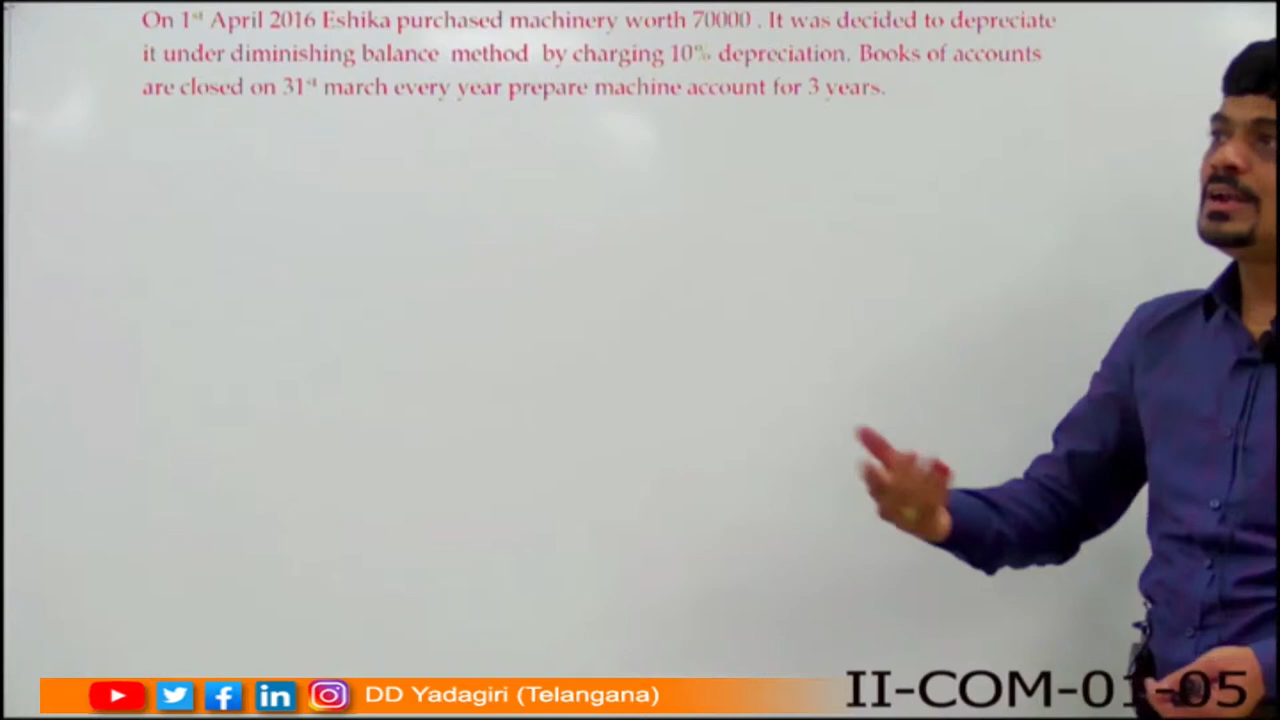 On 1st April 2016 Eshika purchased machinery worth 70000 . It was decided to depreciate
it under diminishing balance method by charging 10% depreciation. Books of accounts
are closed on 31st march every year prepare machine account for 3 years.
DD Yadagiri (Telangana)
II-COM-01-05